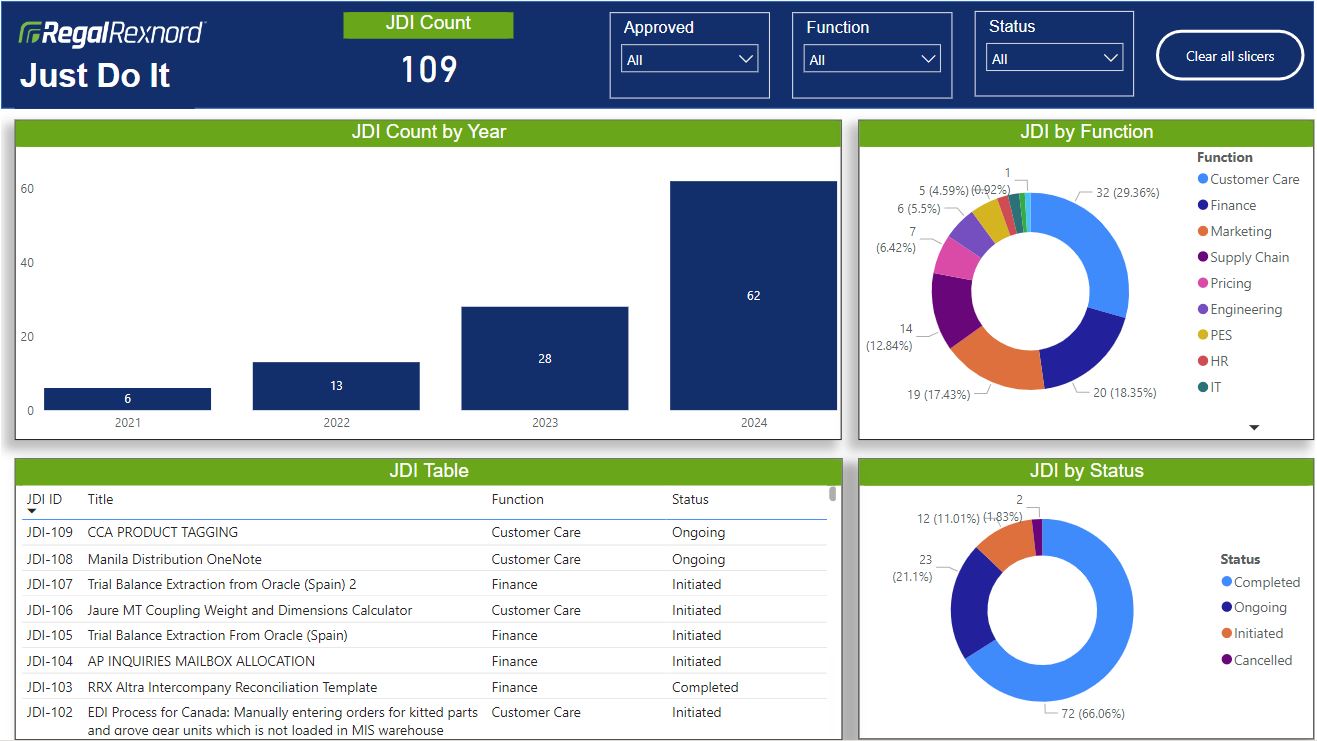 RegalRexnord
Just Do It
JDI Count
109
Approved
All
Function
All
Status
All
Clear all slicers
JDI Count by Year
60
40
20
0
6
13
28
62
2021
2022
2023
2024
JDI by Function
1
5 (4.59%) (0.92%)
6 (5.5%)
7
(6.42%)
14
(12.84%)
19 (17.43%)
20 (18.35%)
32 (29.36%)
Function
Customer Care
Finance
Marketing
Supply Chain
Pricing
Engineering
PES
HR
IT
JDI Table
JDI ID Title Function Status
JDI-109 CCA PRODUCT TAGGING Customer Care Ongoing
JDI-108 Manila Distribution OneNote Customer Care Ongoing
JDI-107 Trial Balance Extraction from Oracle (Spain) 2 Finance Initiated
JDI-106 Jaure MT Coupling Weight and Dimensions Calculator Customer Care Initiated
JDI-105 Trial Balance Extraction From Oracle (Spain) Finance Initiated
JDI-104 AP INQUIRIES MAILBOX ALLOCATION Finance Initiated
JDI-103 RRX Altra Intercompany Reconciliation Template Finance Completed
JDI-102 EDI Process for Canada: Manually entering orders for kitted parts Customer Care Initiated
and grove gear units which is not loaded in MIS warehouse
JDI by Status
2
12 (11.01%) (1.83%)
23
(21.1%)
72 (66.06%)
Status
Completed
Ongoing
Initiated
Cancelled